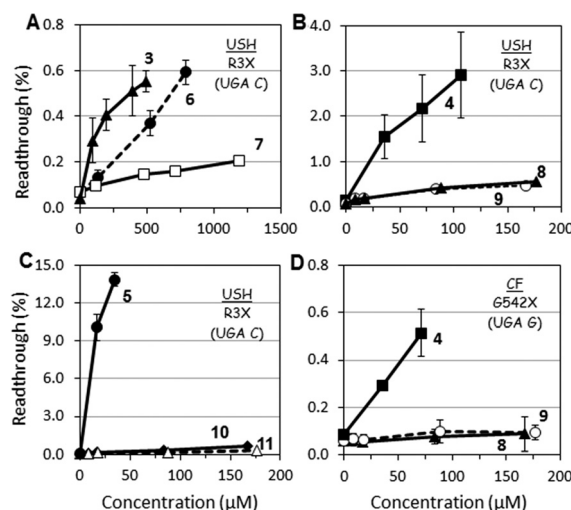 A
USH
R3X
(UGA C)
3
6
7
Readthrough (%)
0.8
0.6
0.4
0.2
0.0
0 500 1000 1500
B
USH
R3X
(UGA C)
4
8
9
4.0
3.0
2.0
1.0
0.0
0 50 100 150 200
C
USH
R3X
(UGA C)
5
10
11
Readthrough (%)
15.0
12.0
9.0
6.0
3.0
0.0
0 50 100 150 200
Concentration (µM)
D
CF
G542X
(UGA G)
4
9
8
0.8
0.6
0.4
0.2
0.0
0 50 100 150 200
Concentration (µM)